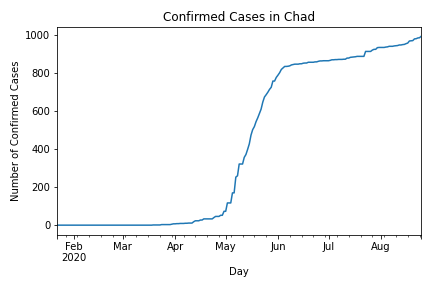 Confirmed Cases in Chad
Number of Confirmed Cases
1000
800
600
400
200
0
Feb Mar Apr May Jun Jul Aug
2020
Day